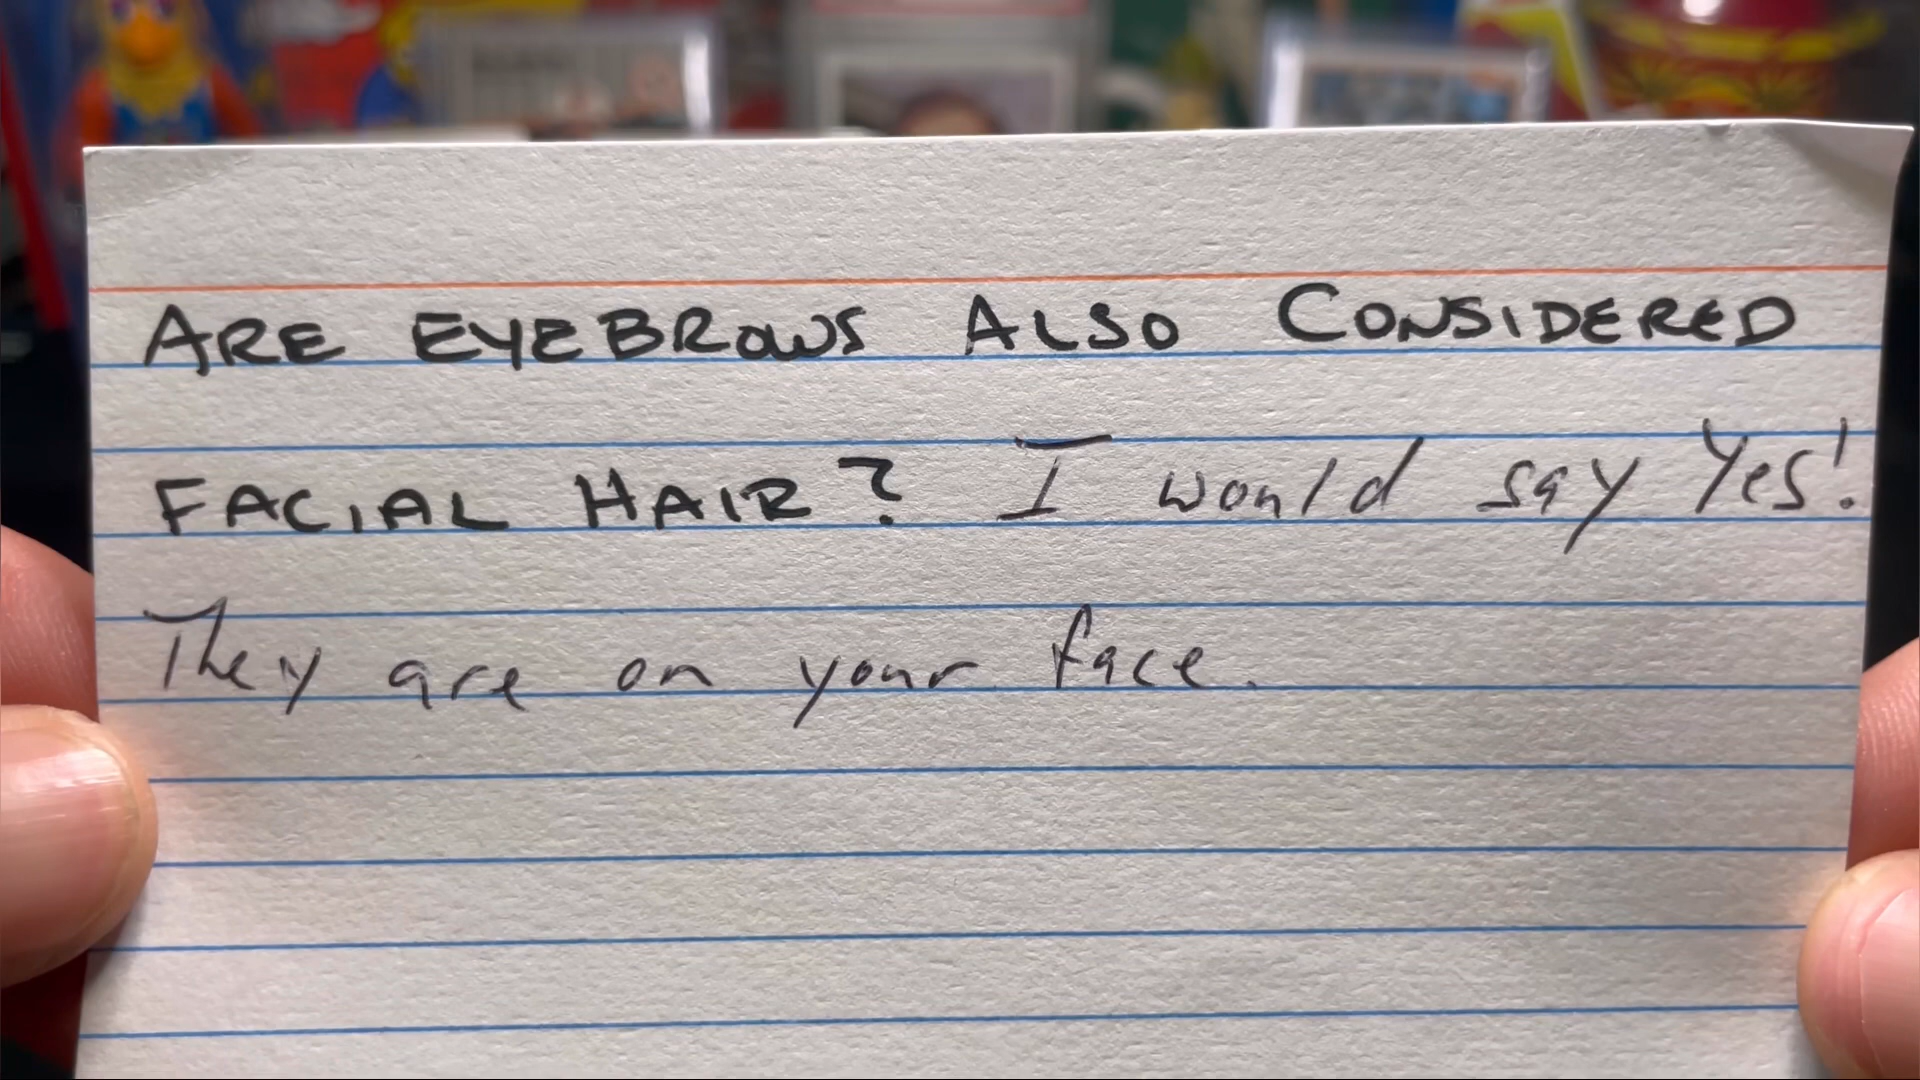 ARE EYEBROWS ALSO CONSIDERED
FACIAL HAIR? I would say Yes!
They are on your face.